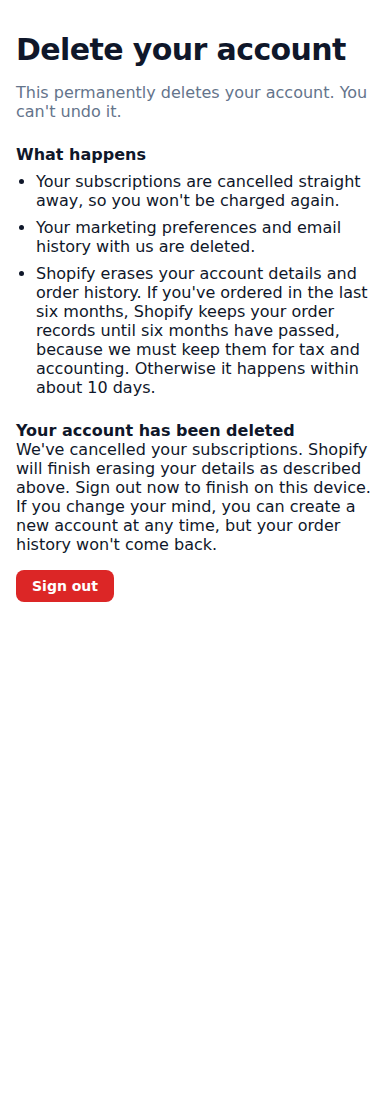 Delete your account
This permanently deletes your account. You
can't undo it.
What happens
• Your subscriptions are cancelled straight
away, so you won't be charged again.
• Your marketing preferences and email
history with us are deleted.
• Shopify erases your account details and
order history. If you've ordered in the last
six months, Shopify keeps your order
records until six months have passed,
because we must keep them for tax and
accounting. Otherwise it happens within
about 10 days.
Your account has been deleted
We've cancelled your subscriptions. Shopify
will finish erasing your details as described
above. Sign out now to finish on this device.
If you change your mind, you can create a
new account at any time, but your order
history won't come back.
Sign out